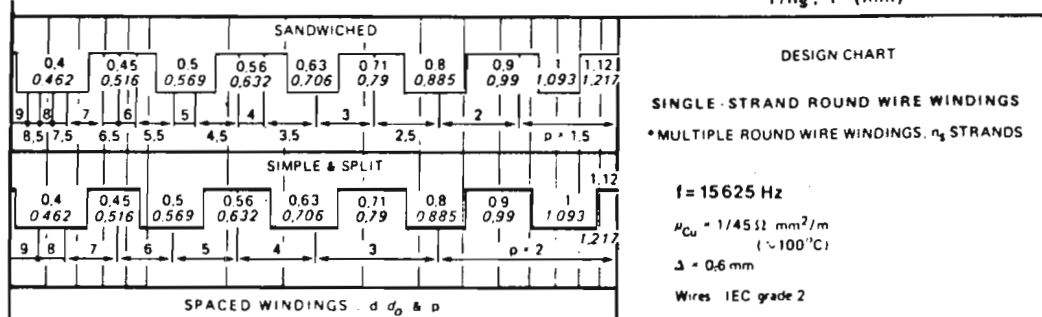 SANDWICHED
0,4 0,45 0,5 0,56 0,63 0,71 0,8 0,9 1 1,12
0,462 0,516 0,569 0,632 0,706 0,79 0,885 0,99 1,093 1,217
9 8 7 6 5 4 3 2
8,5 7,5 6,5 5,5 4,5 3,5 2,5 p = 1,5
SIMPLE & SPLIT
1,12
0,4 0,45 0,5 0,56 0,63 0,71 0,8 0,9 1
0,462 0,516 0,569 0,632 0,706 0,79 0,885 0,99 1,093
1,217
9 8 7 6 5 4 3 p = 2
SPACED WINDINGS . d d₀ & p
DESIGN CHART
SINGLE-STRAND ROUND WIRE WINDINGS
*MULTIPLE ROUND WIRE WINDINGS, nₛ STRANDS
f = 15625 Hz
= 1/45 Ω mm²/m
(~100°C)
Δ = 0,6 mm
Wires IEC grade 2